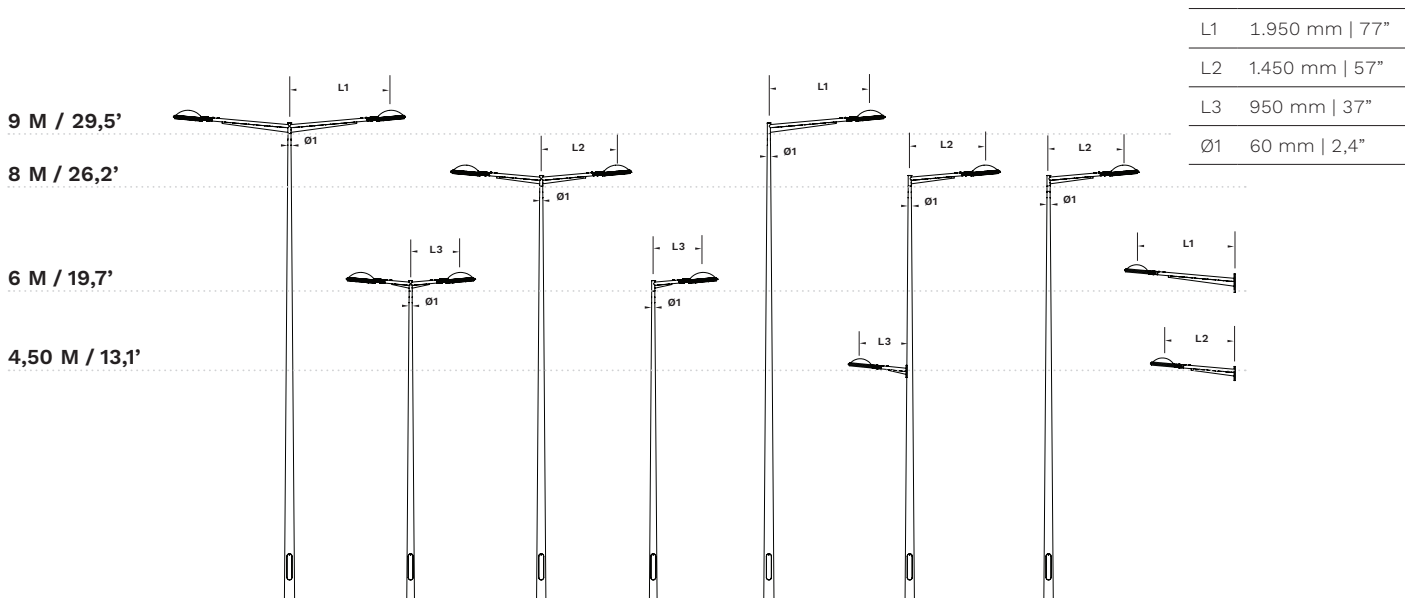 L1 1.950 mm | 77”
L2 1.450 mm | 57”
L3 950 mm | 37”
Ø1 60 mm | 2,4”
L1
L1
9 M / 29,5’
Ø1
Ø1
L2
L2
L2
8 M / 26,2’
Ø1
Ø1
Ø1
L3
L3
L1
6 M / 19,7’
Ø1
Ø1
L3
L2
4,50 M / 13,1’